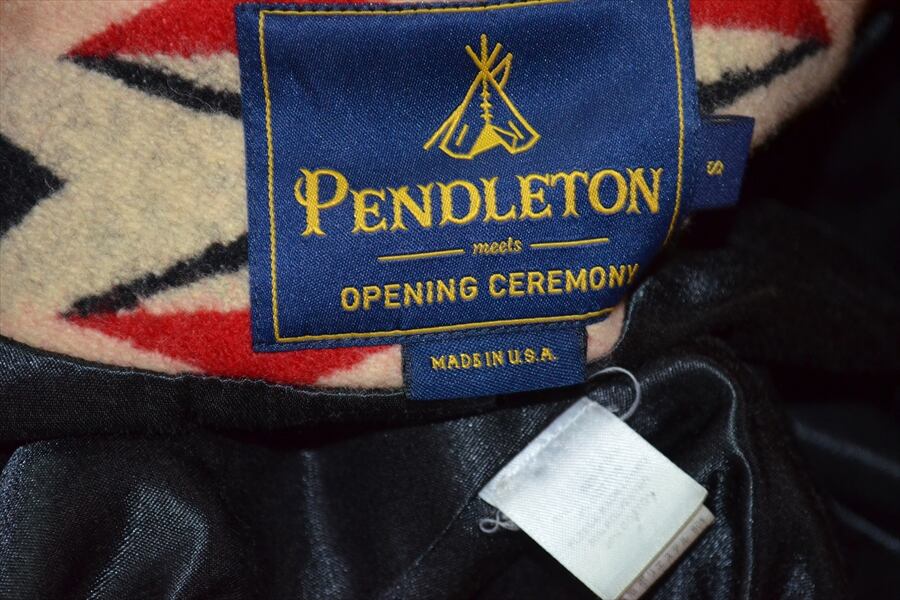 PENDLETON
meets
OPENING CEREMONY
S
MADE IN U.S.A.